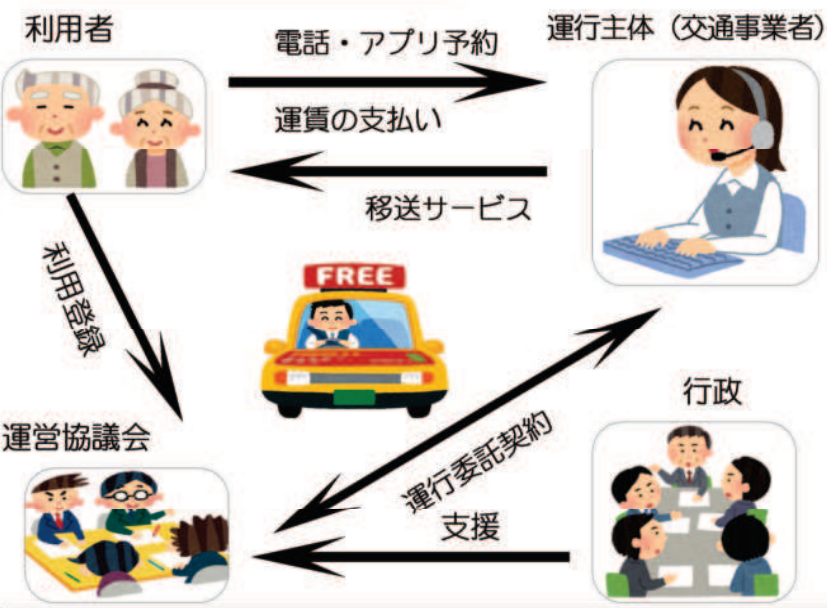 利用者
運行主体（交通事業者）
電話・アプリ予約
運賃の支払い
移送サービス
利用登録
FREE
行政
運営協議会
運行委託契約
支援